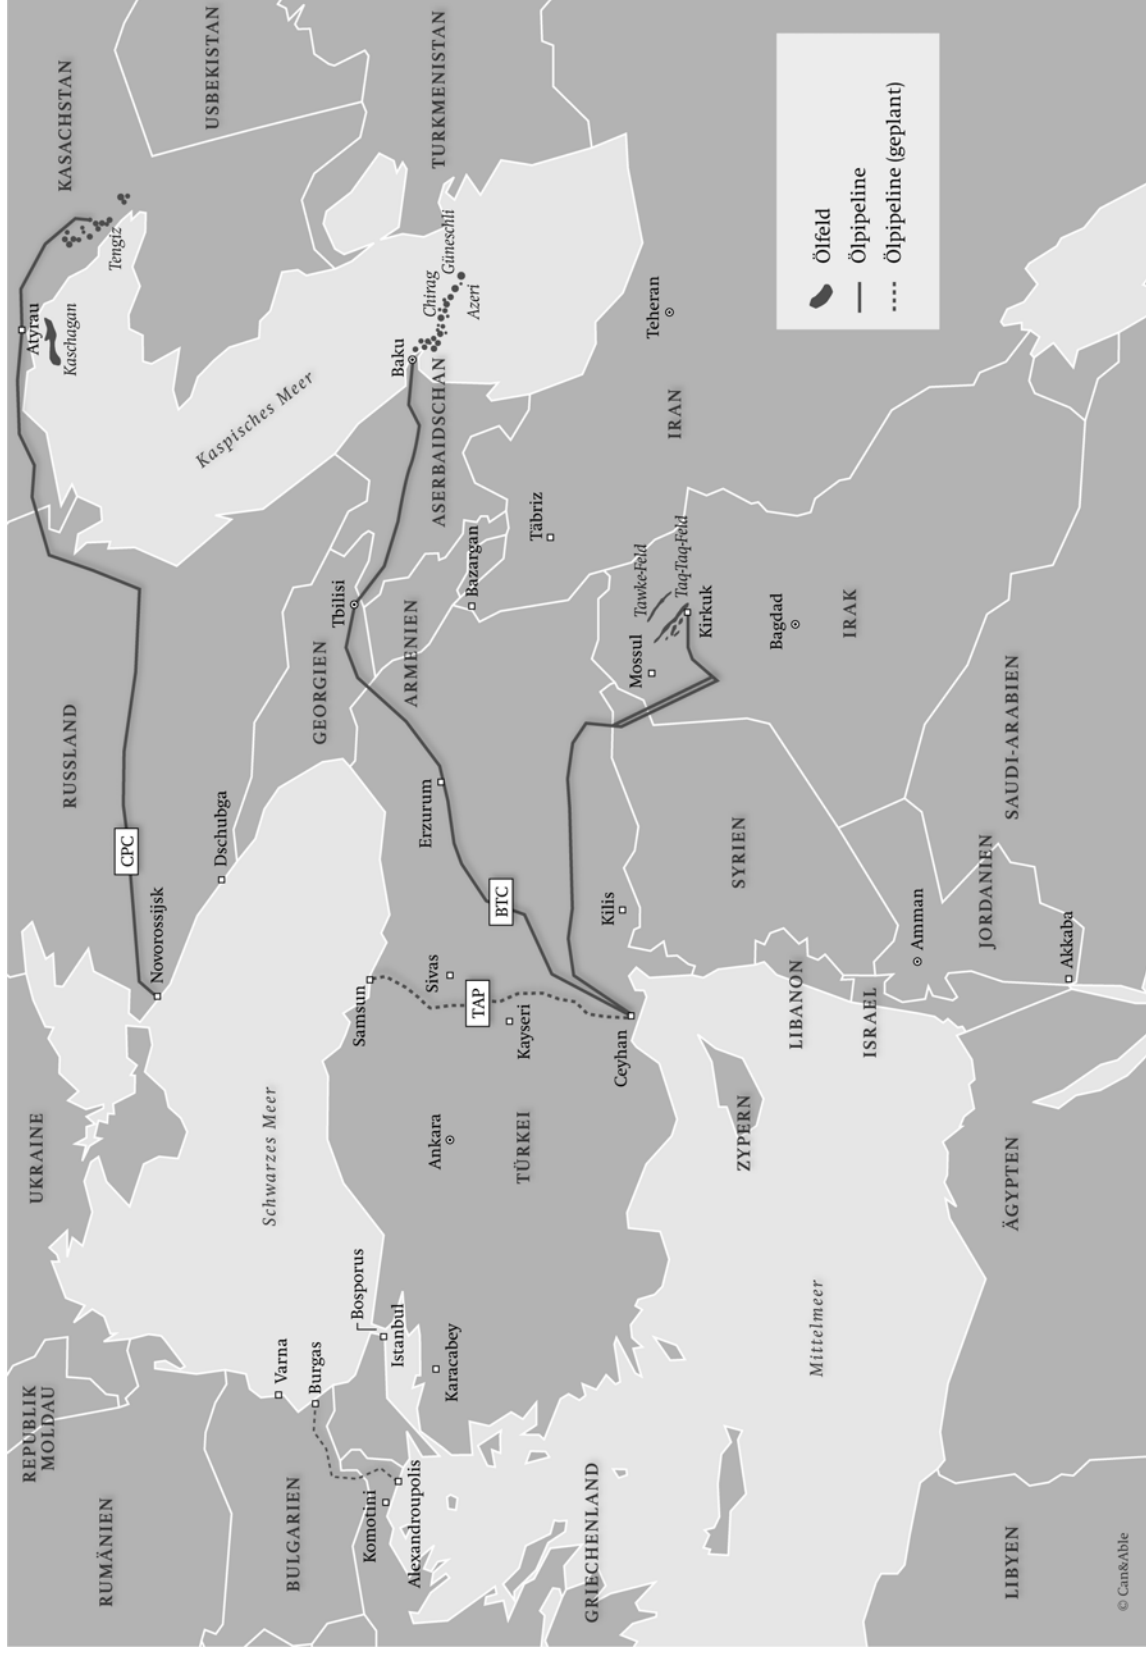 REPUBLIK
MOLDAU
UKRAINE
RUSSLAND
KASACHSTAN
USBEKISTAN
TURKMENISTAN
RUMÄNIEN
BULGARIEN
GRIECHENLAND
TÜRKEI
GEORGIEN
ARMENIEN
ASERBAIDSCHAN
IRAN
IRAK
SYRIEN
ZYPERN
LIBANON
ISRAEL
JORDANIEN
SAUDI-ARABIEN
ÄGYPTEN
LIBYEN
Schwarzes Meer
Kaspisches Meer
Mittelmeer
Atyrau
Kaschagan
Tengiz
CPC
Novorossijsk
Dschubga
Varna
Burgas
Bosporus
Istanbul
Karacabey
Komotini
Alexandroupolis
Samsun
Sivas
TAP
Kayseri
Ankara
Ceyhan
Kilis
BTC
Erzurum
Tbilisi
Baku
Chirag
Güneschli
Azeri
Bazargan
Täbriz
Teheran
Mossul
Tawke-Feld
Taq-Taq-Feld
Kirkuk
Bagdad
Amman
Akkaba
Ölfeld
Ölpipeline
Ölpipeline (geplant)
© Can&Able